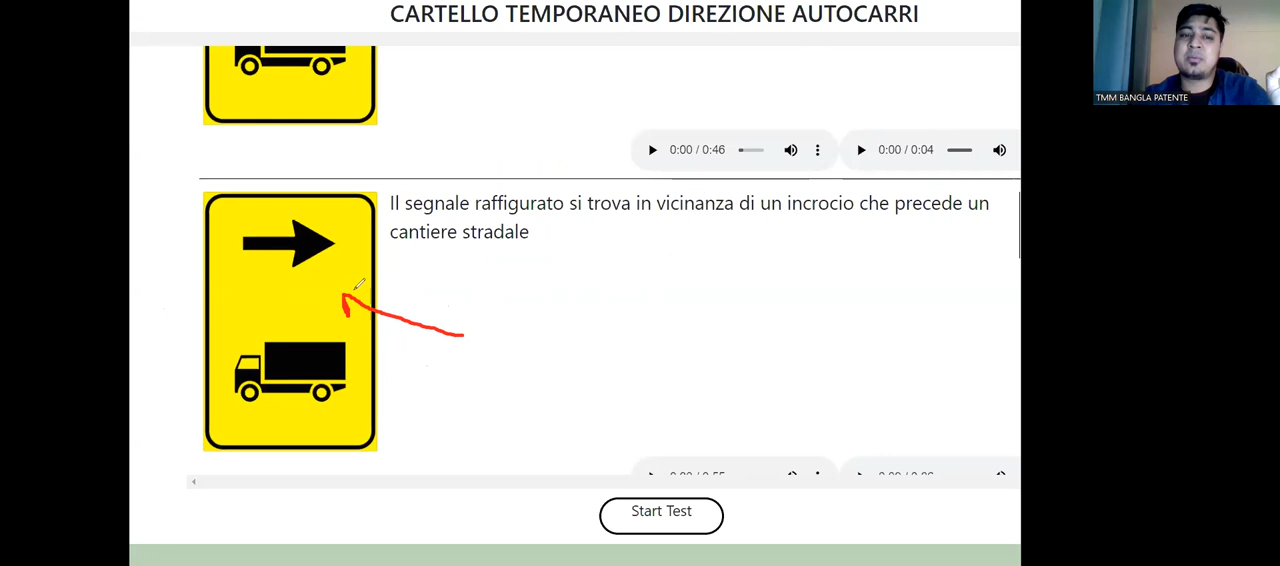 CARTELLO TEMPORANEO DIREZIONE AUTOCARRI
TMM BANGLA PATENTE
0:00 / 0:46
0:00 / 0:04
Il segnale raffigurato si trova in vicinanza di un incrocio che precede un
cantiere stradale
Start Test